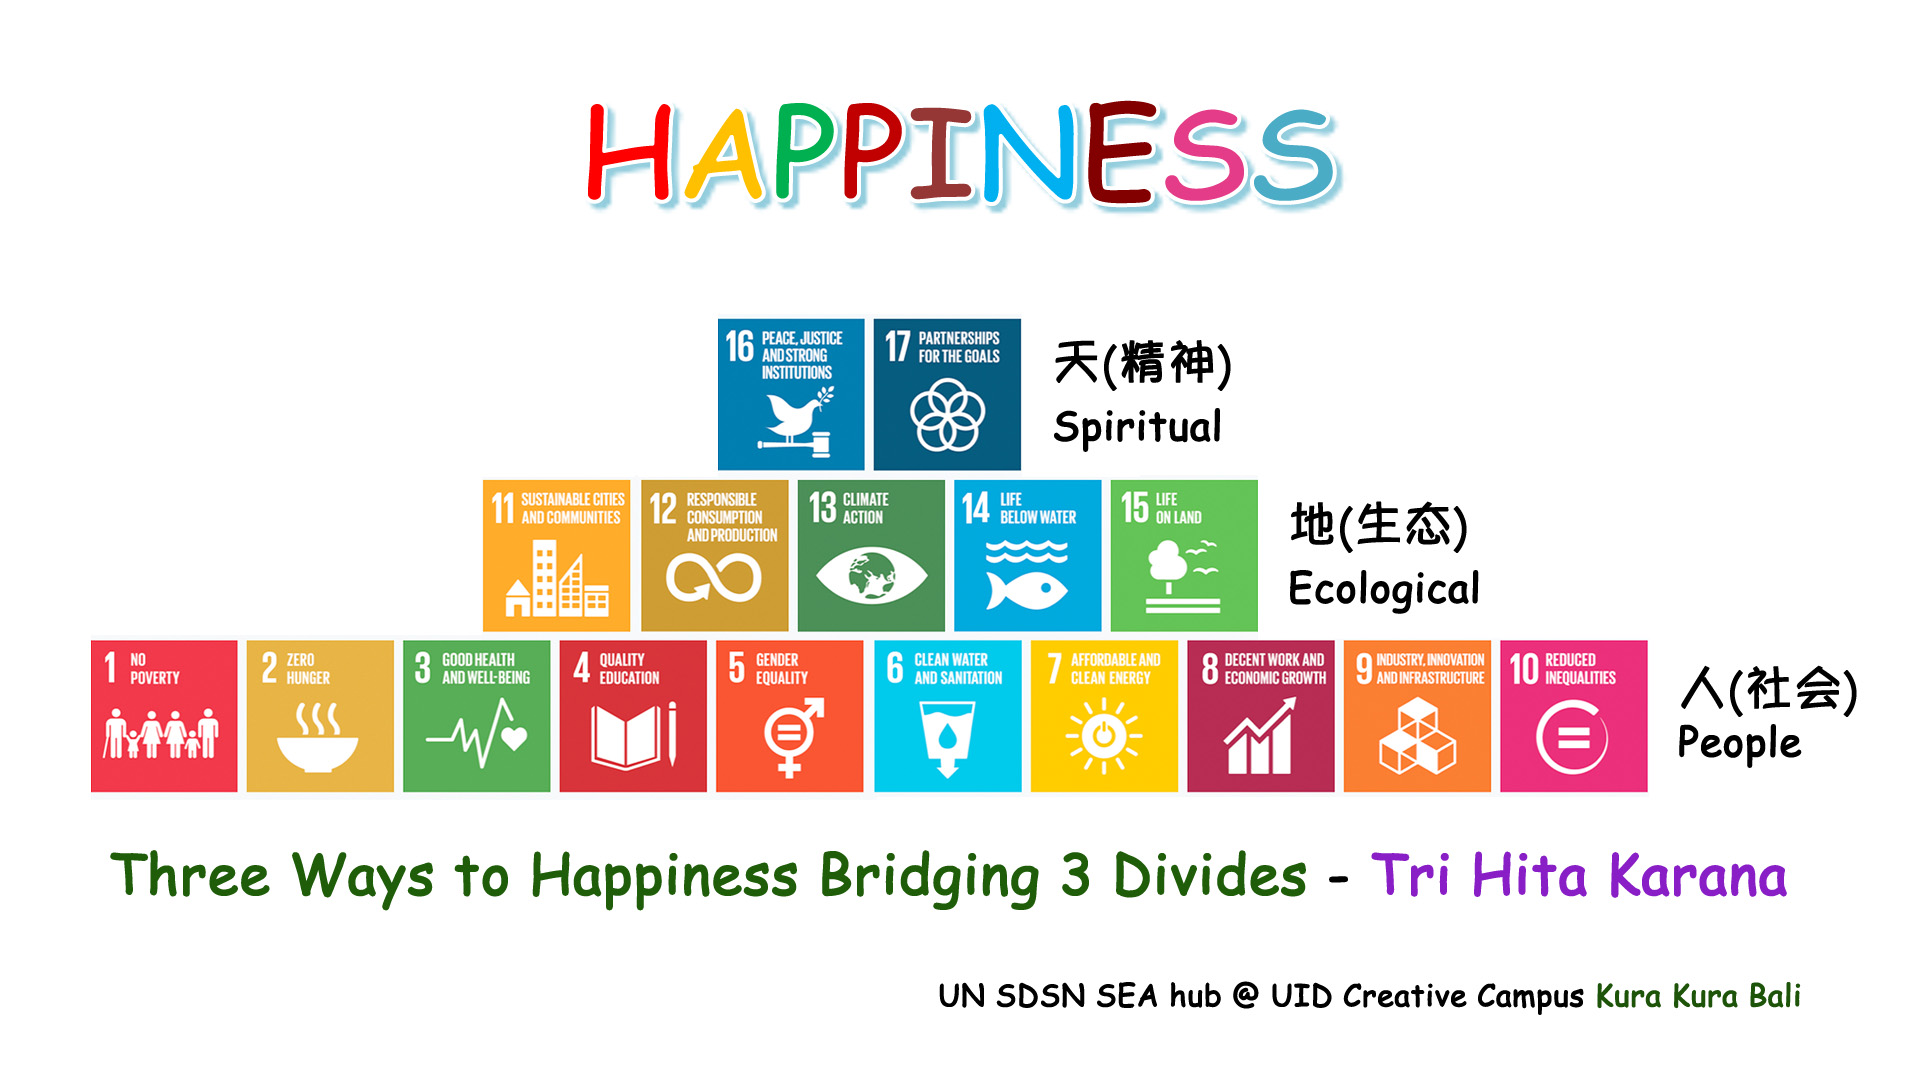 HAPPINESS
16 PEACE, JUSTICE
AND STRONG
INSTITUTIONS
17 PARTNERSHIPS
FOR THE GOALS
天(精神)
Spiritual
11 SUSTAINABLE CITIES
AND COMMUNITIES
12 RESPONSIBLE
CONSUMPTION
AND PRODUCTION
13 CLIMATE
ACTION
14 LIFE
BELOW WATER
15 LIFE
ON LAND
地(生态)
Ecological
1 NO
POVERTY
2 ZERO
HUNGER
3 GOOD HEALTH
AND WELL-BEING
4 QUALITY
EDUCATION
5 GENDER
EQUALITY
6 CLEAN WATER
AND SANITATION
7 AFFORDABLE AND
CLEAN ENERGY
8 DECENT WORK AND
ECONOMIC GROWTH
9 INDUSTRY, INNOVATION
AND INFRASTRUCTURE
10 REDUCED
INEQUALITIES
人(社会)
People
Three Ways to Happiness Bridging 3 Divides - Tri Hita Karana
UN SDSN SEA hub @ UID Creative Campus Kura Kura Bali